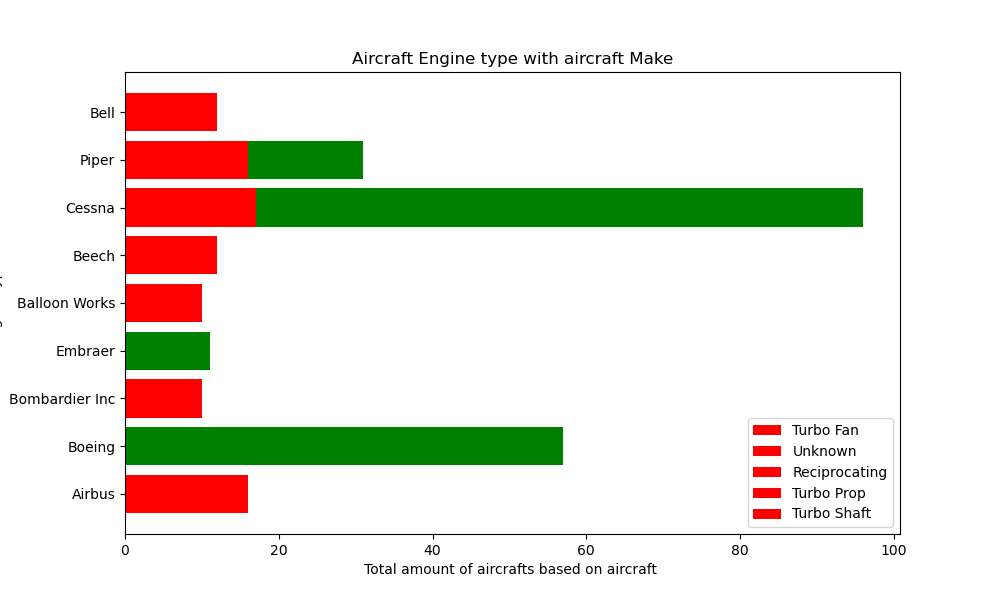 Aircraft Engine type with aircraft Make
Bell
Piper
Cessna
Beech
Balloon Works
Embraer
Bombardier Inc
Boeing
Airbus
Turbo Fan
Unknown
Reciprocating
Turbo Prop
Turbo Shaft
0 20 40 60 80 100
Total amount of aircrafts based on aircraft